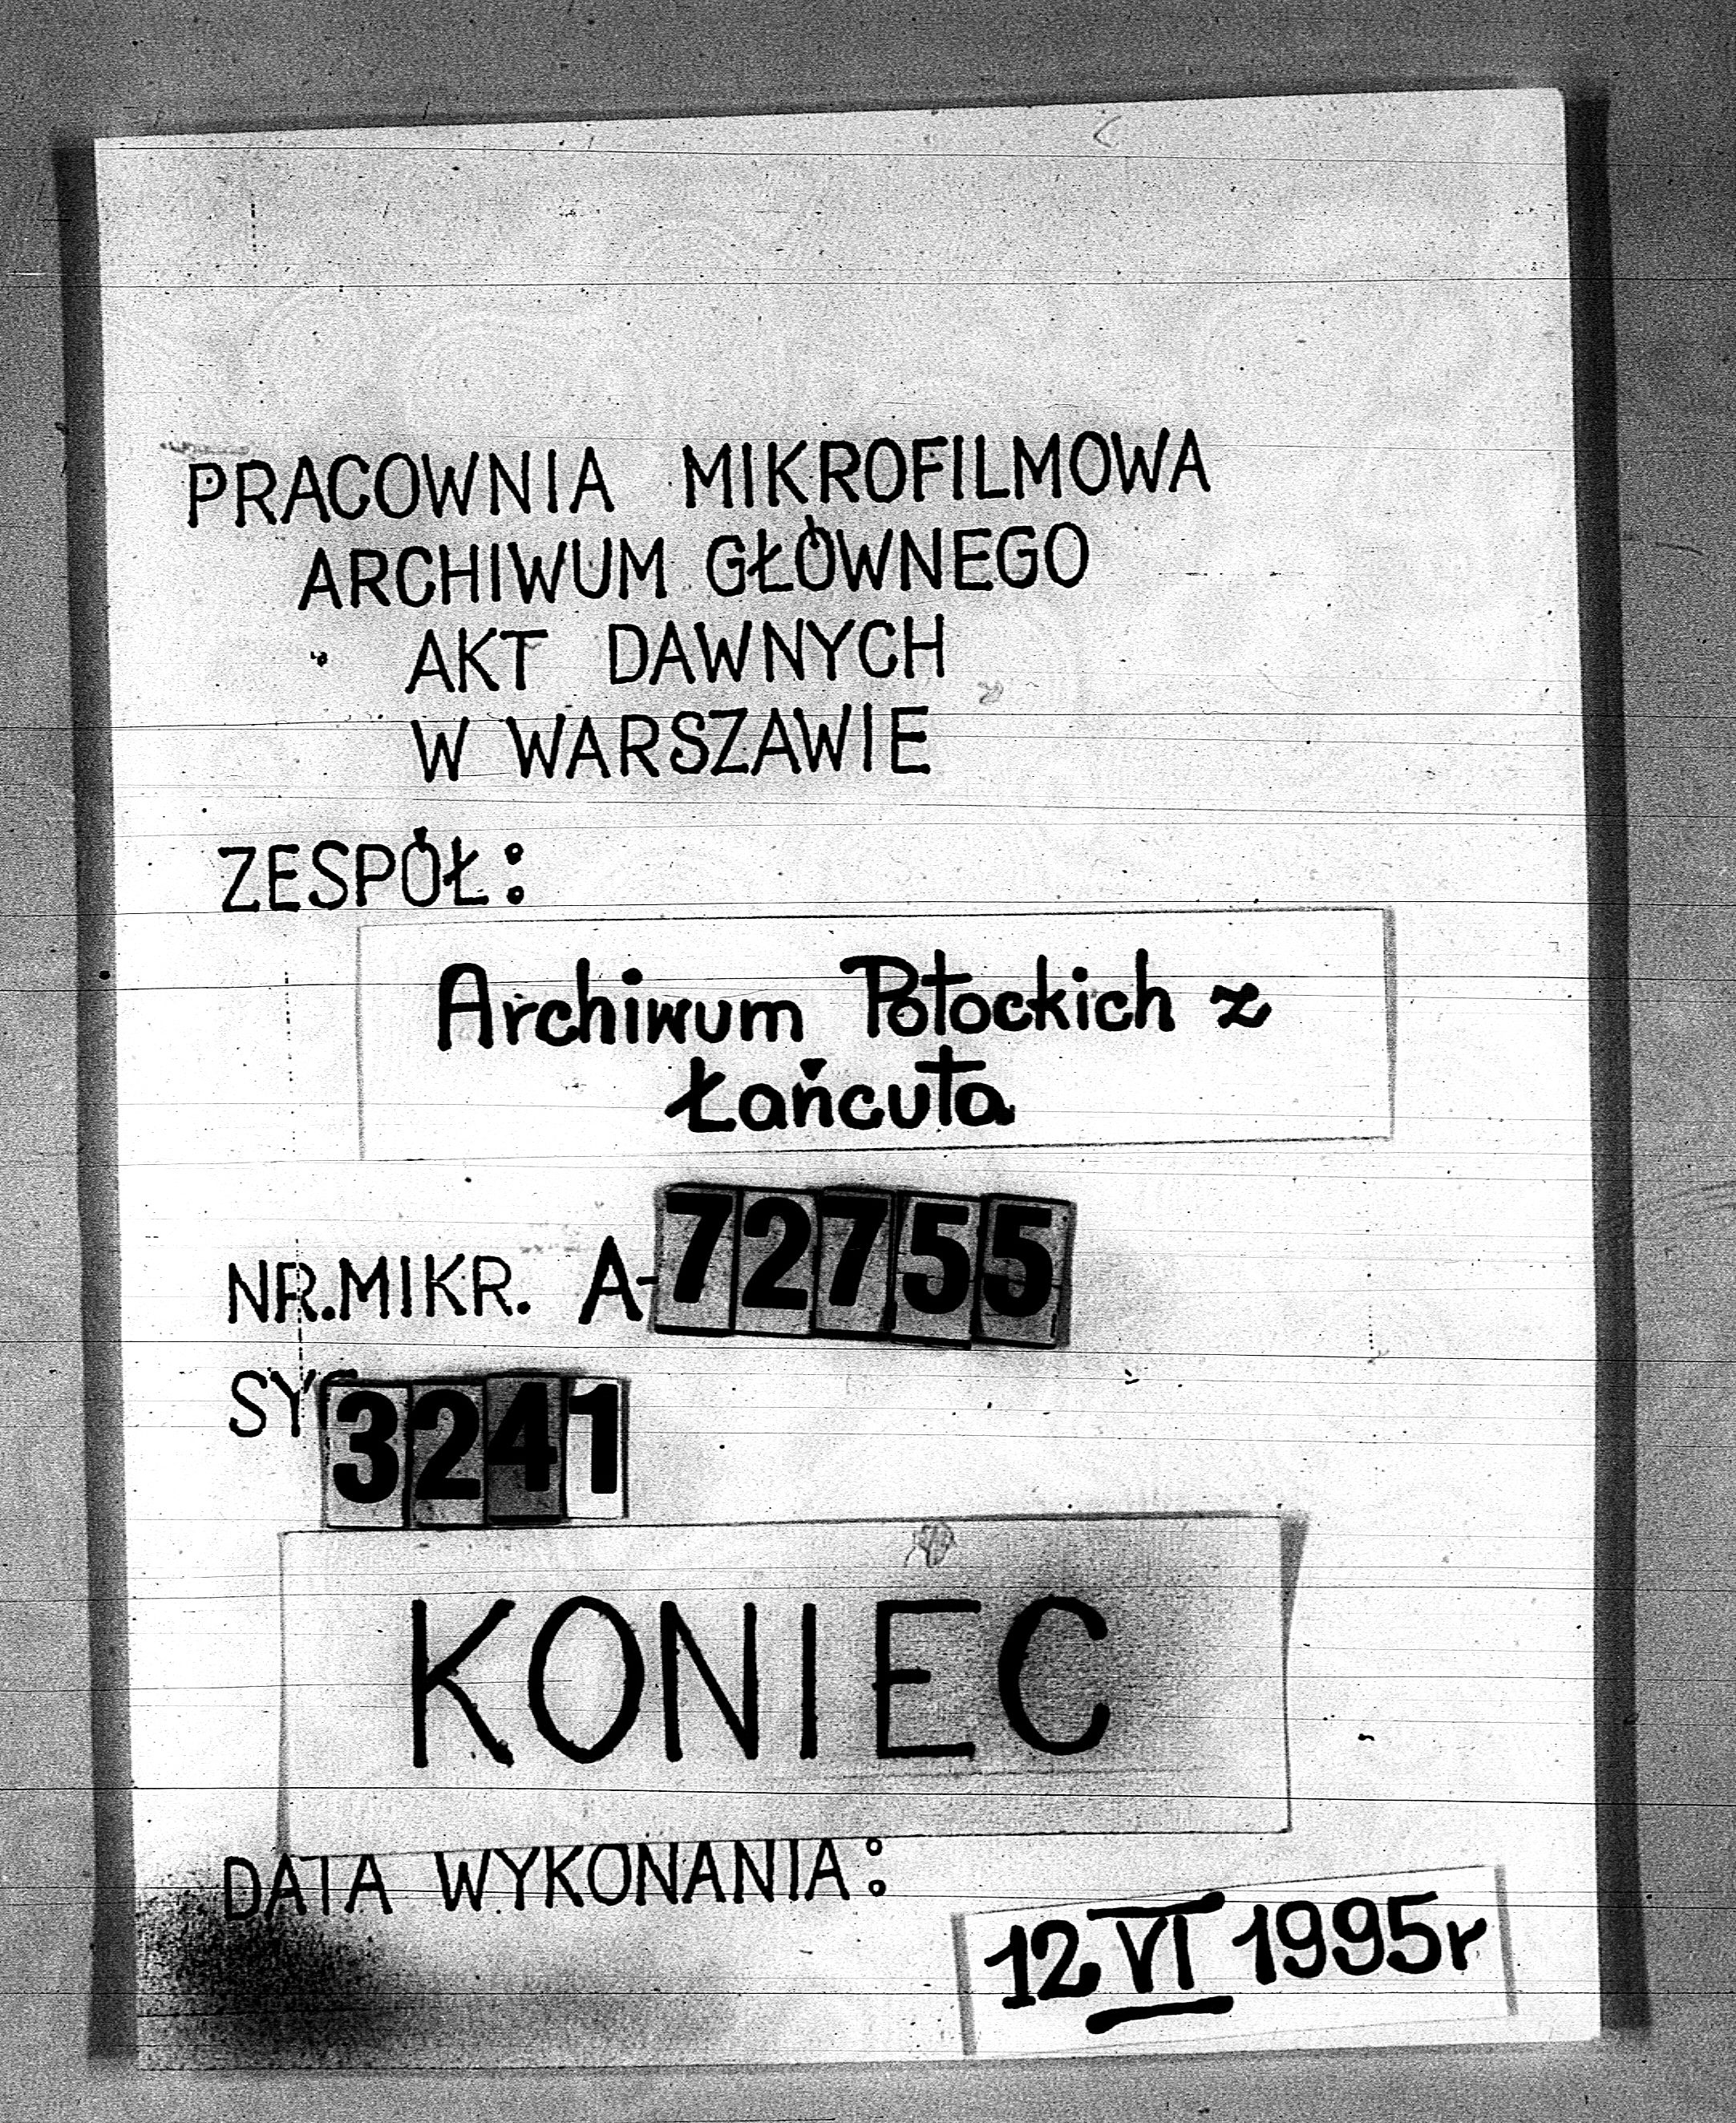 PRACOWNIA MIKROFILMOWA
ARCHIWUM GŁÓWNEGO
AKT DAWNYCH
W WARSZAWIE
ZESPÓŁ:
Archiwum Potockich z
Łańcuta
NR.MIKR. A-72755
SYG 3241
KONIEC
DATA WYKONANIA:
12 VI 1995r